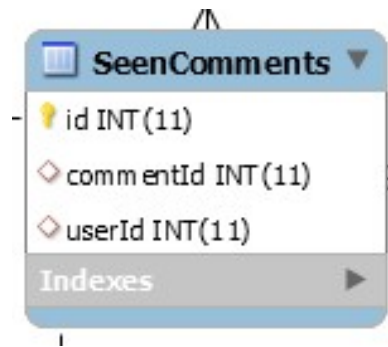 SeenComments
id INT(11)
commentId INT(11)
userId INT(11)
Indexes